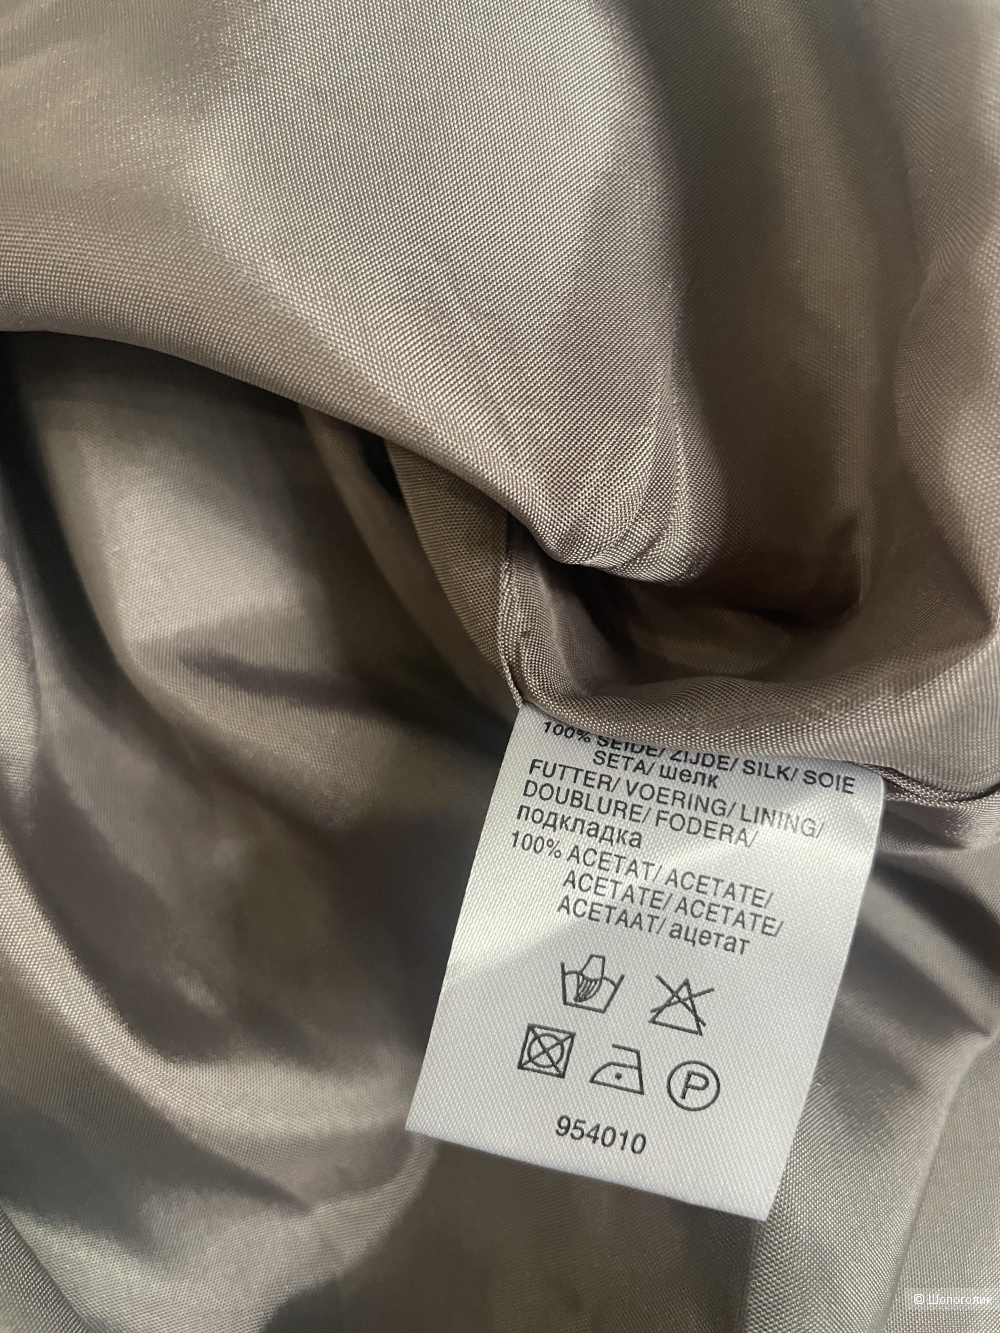 100% SEIDE/ ZIJDE/ SILK/ SOIE
SETA/ шелк
FUTTER/ VOERING/ LINING/
DOUBLURE/ FODERA/
подкладка
100% ACETAT/ ACETATE/
ACETATE/ ACETATE/
ACETAAT/ ацетат
P
954010
© Шопоголик